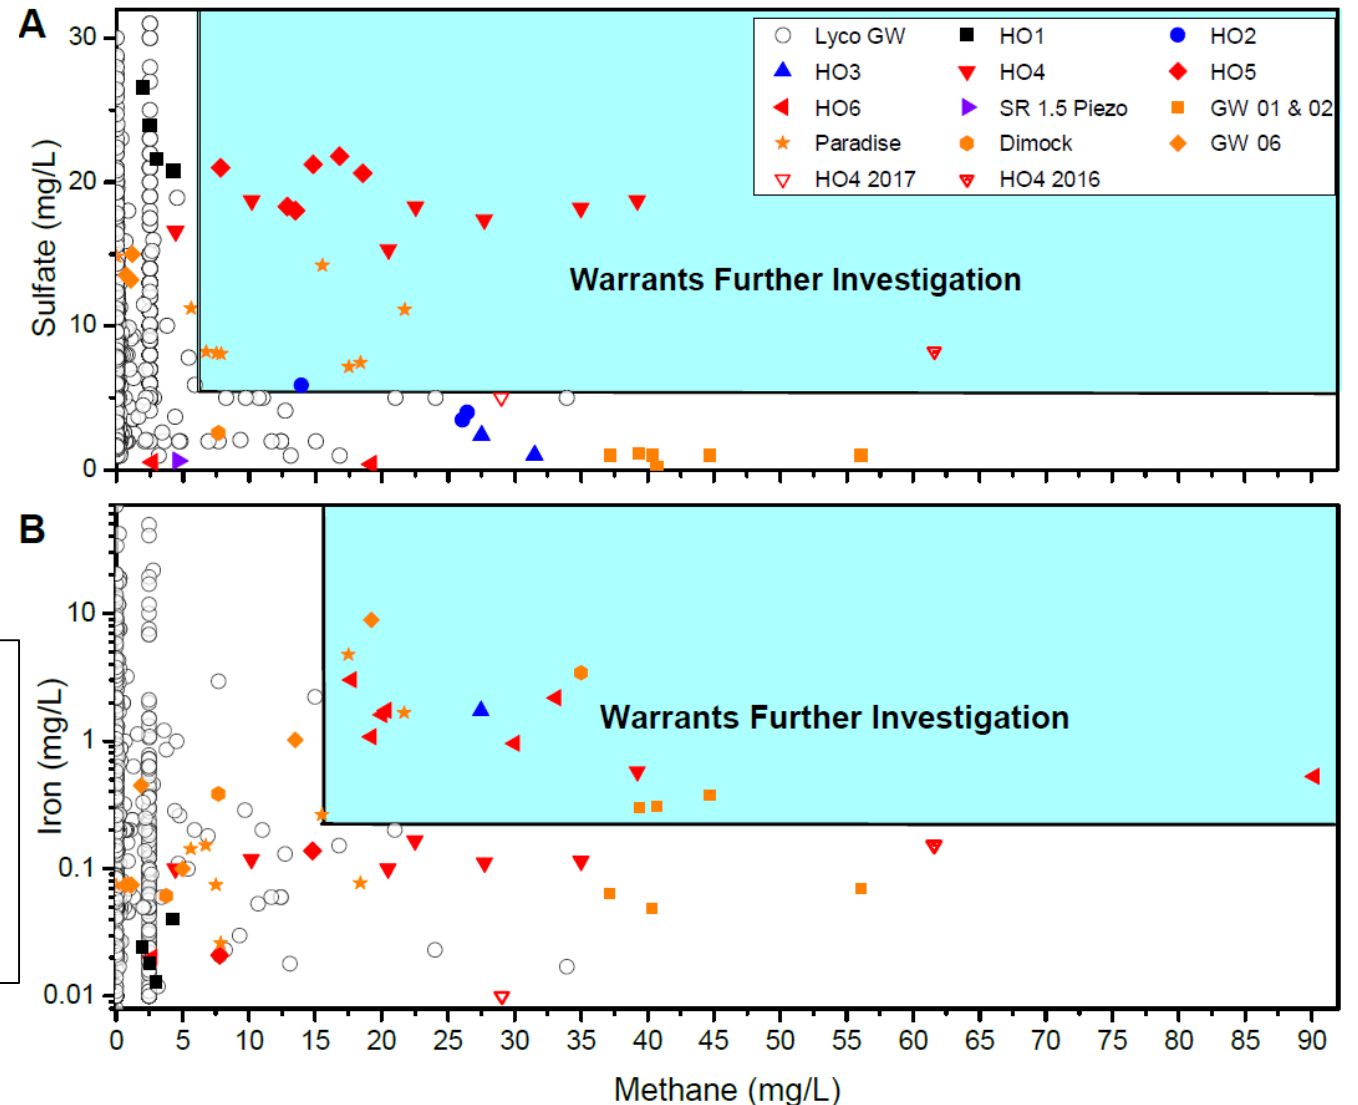 A
Sulfate (mg/L)
30
20
10
0
Lyco GW HO1 HO2
HO3 HO4 HO5
HO6 SR 1.5 Piezo GW 01 & 02
Paradise Dimock GW 06
HO4 2017 HO4 2016
Warrants Further Investigation
B
Iron (mg/L)
10
1
0.1
0.01
Warrants Further Investigation
0 5 10 15 20 25 30 35 40 45 50 55 60 65 70 75 80 85 90
Methane (mg/L)